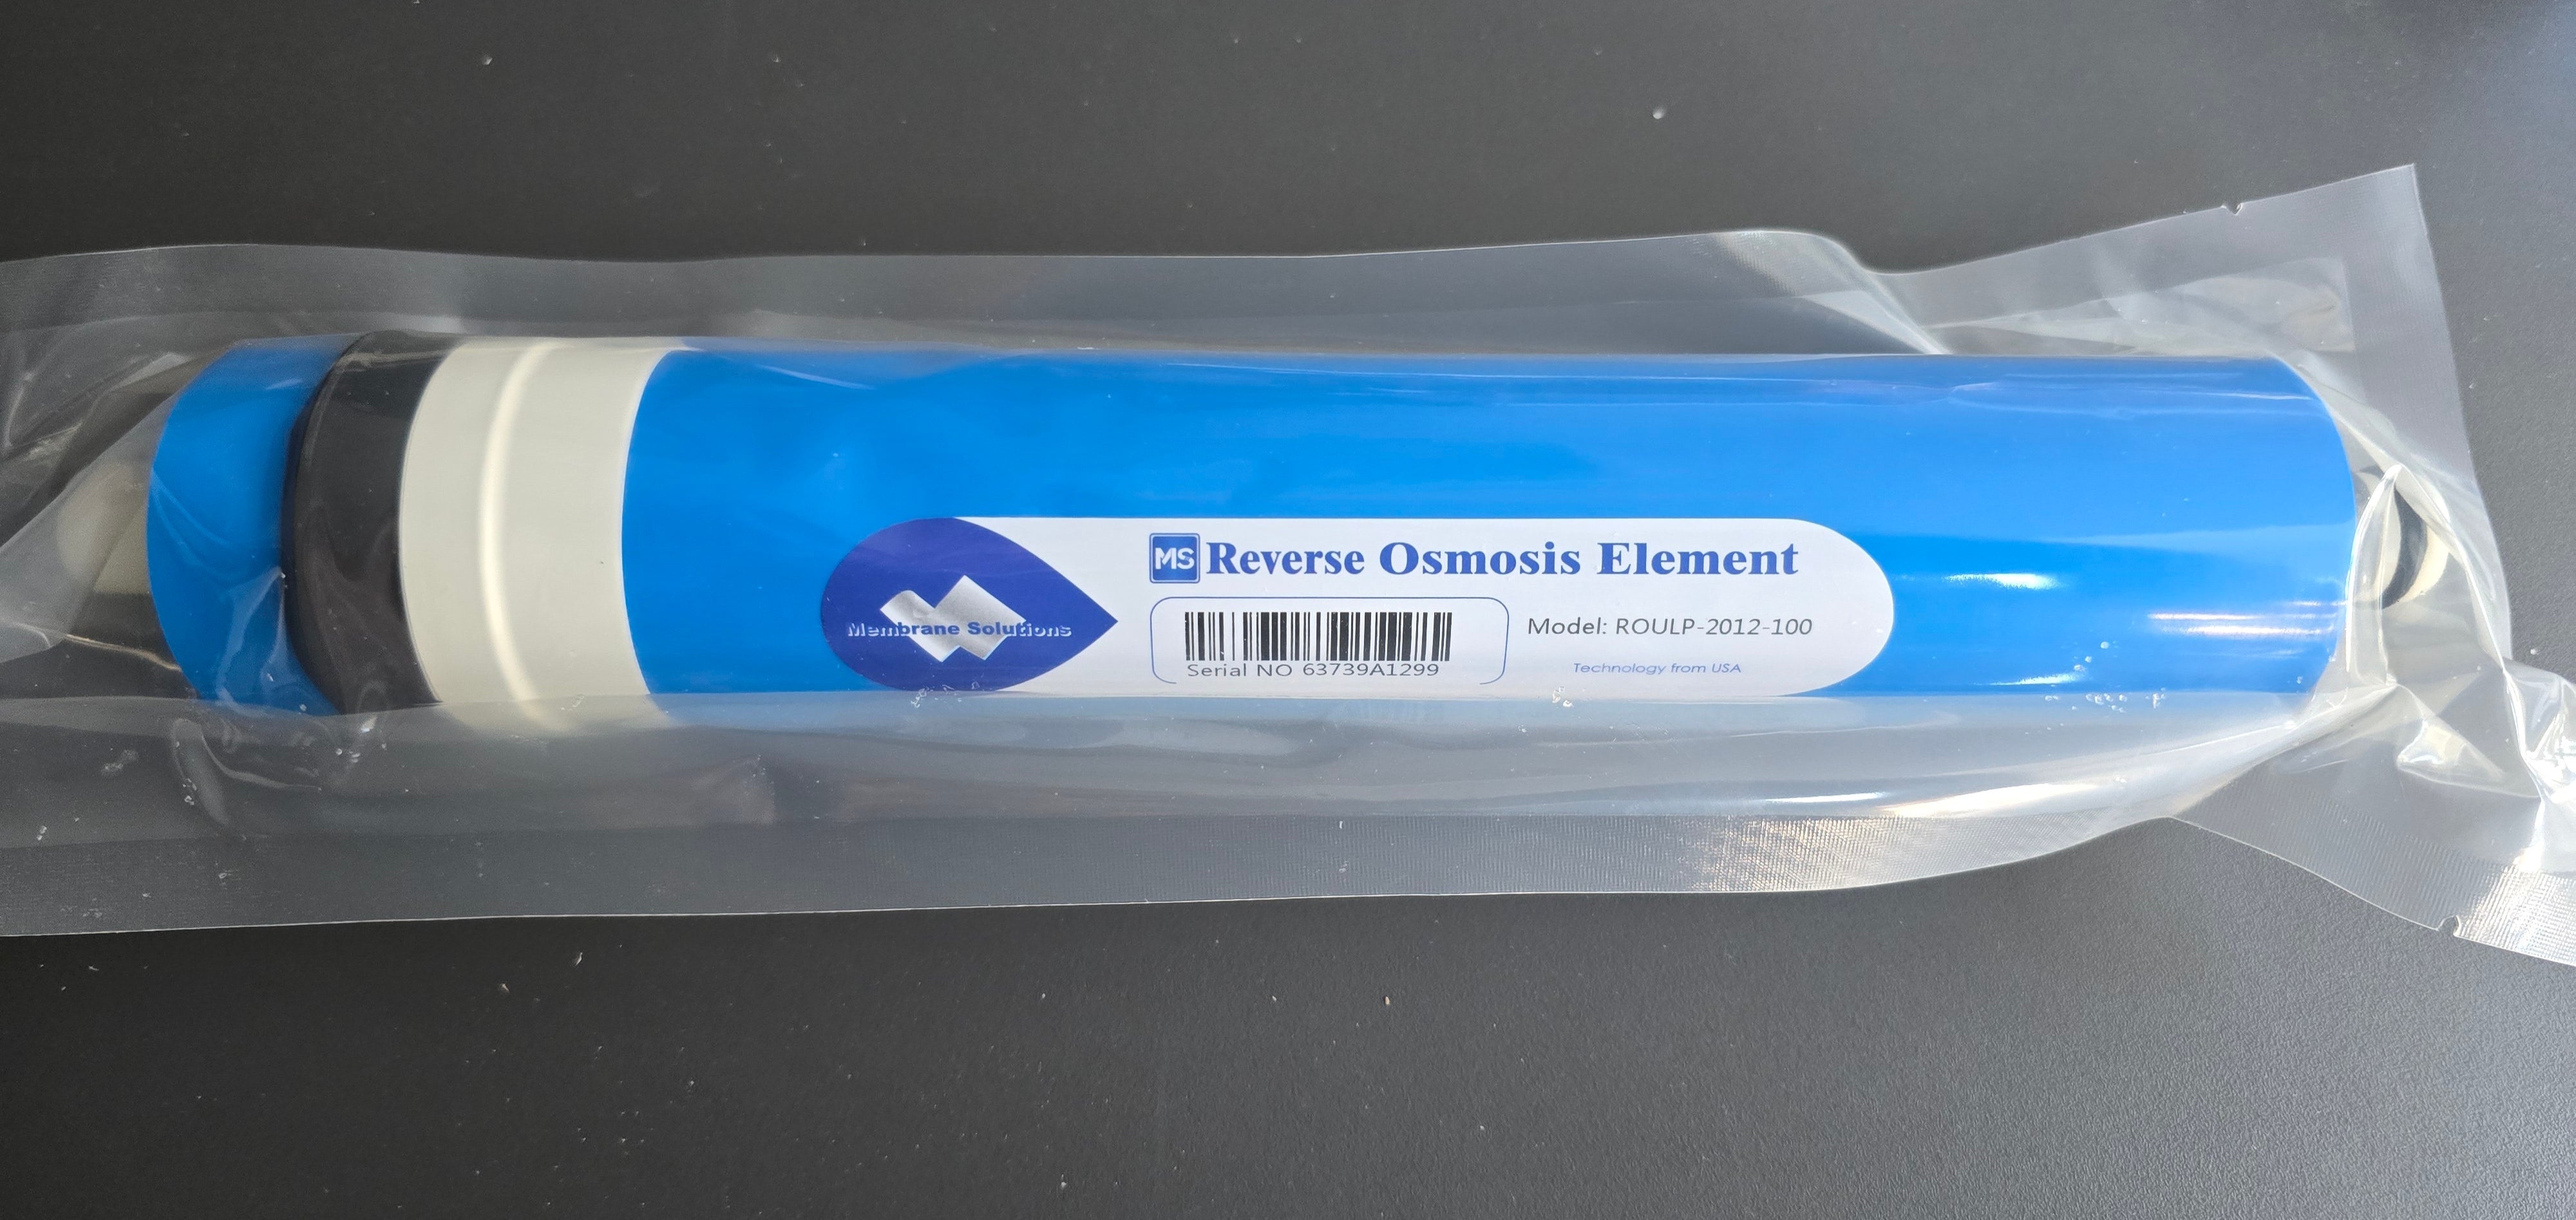 Membrane Solutions
MS Reverse Osmosis Element
Serial NO 63739A1299
Model: ROULP-2012-100
Technology from USA